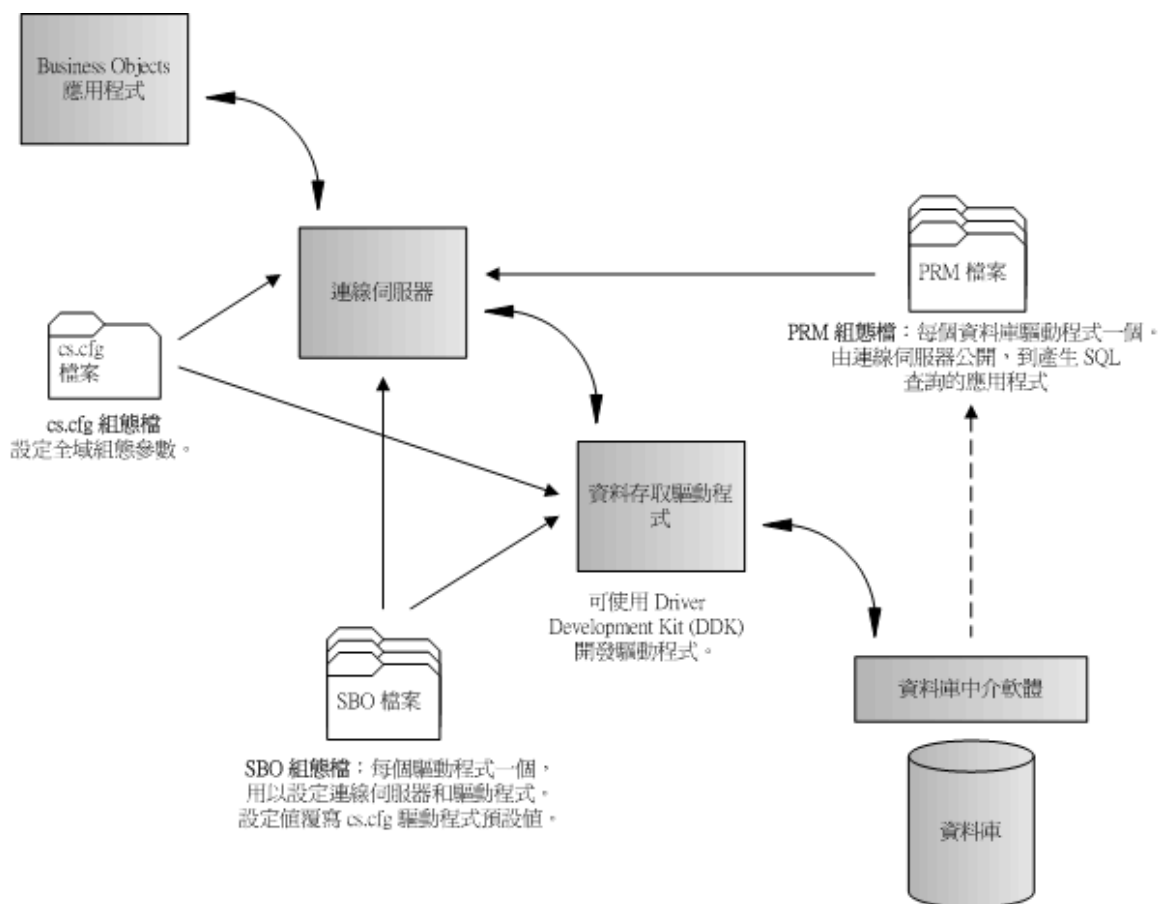 Business Objects
應用程式
連線伺服器
PRM 檔案
PRM 組態檔：每個資料庫驅動程式一個。
由連線伺服器公開，到產生 SQL
查詢的應用程式
cs.cfg
檔案
cs.cfg 組態檔
設定全域組態參數。
資料存取驅動程
式
可使用 Driver
Development Kit (DDK)
開發驅動程式。
SBO 檔案
SBO 組態檔：每個驅動程式一個，
用以設定連線伺服器和驅動程式。
設定值覆寫 cs.cfg 驅動程式預設值。
資料庫中介軟體
資料庫